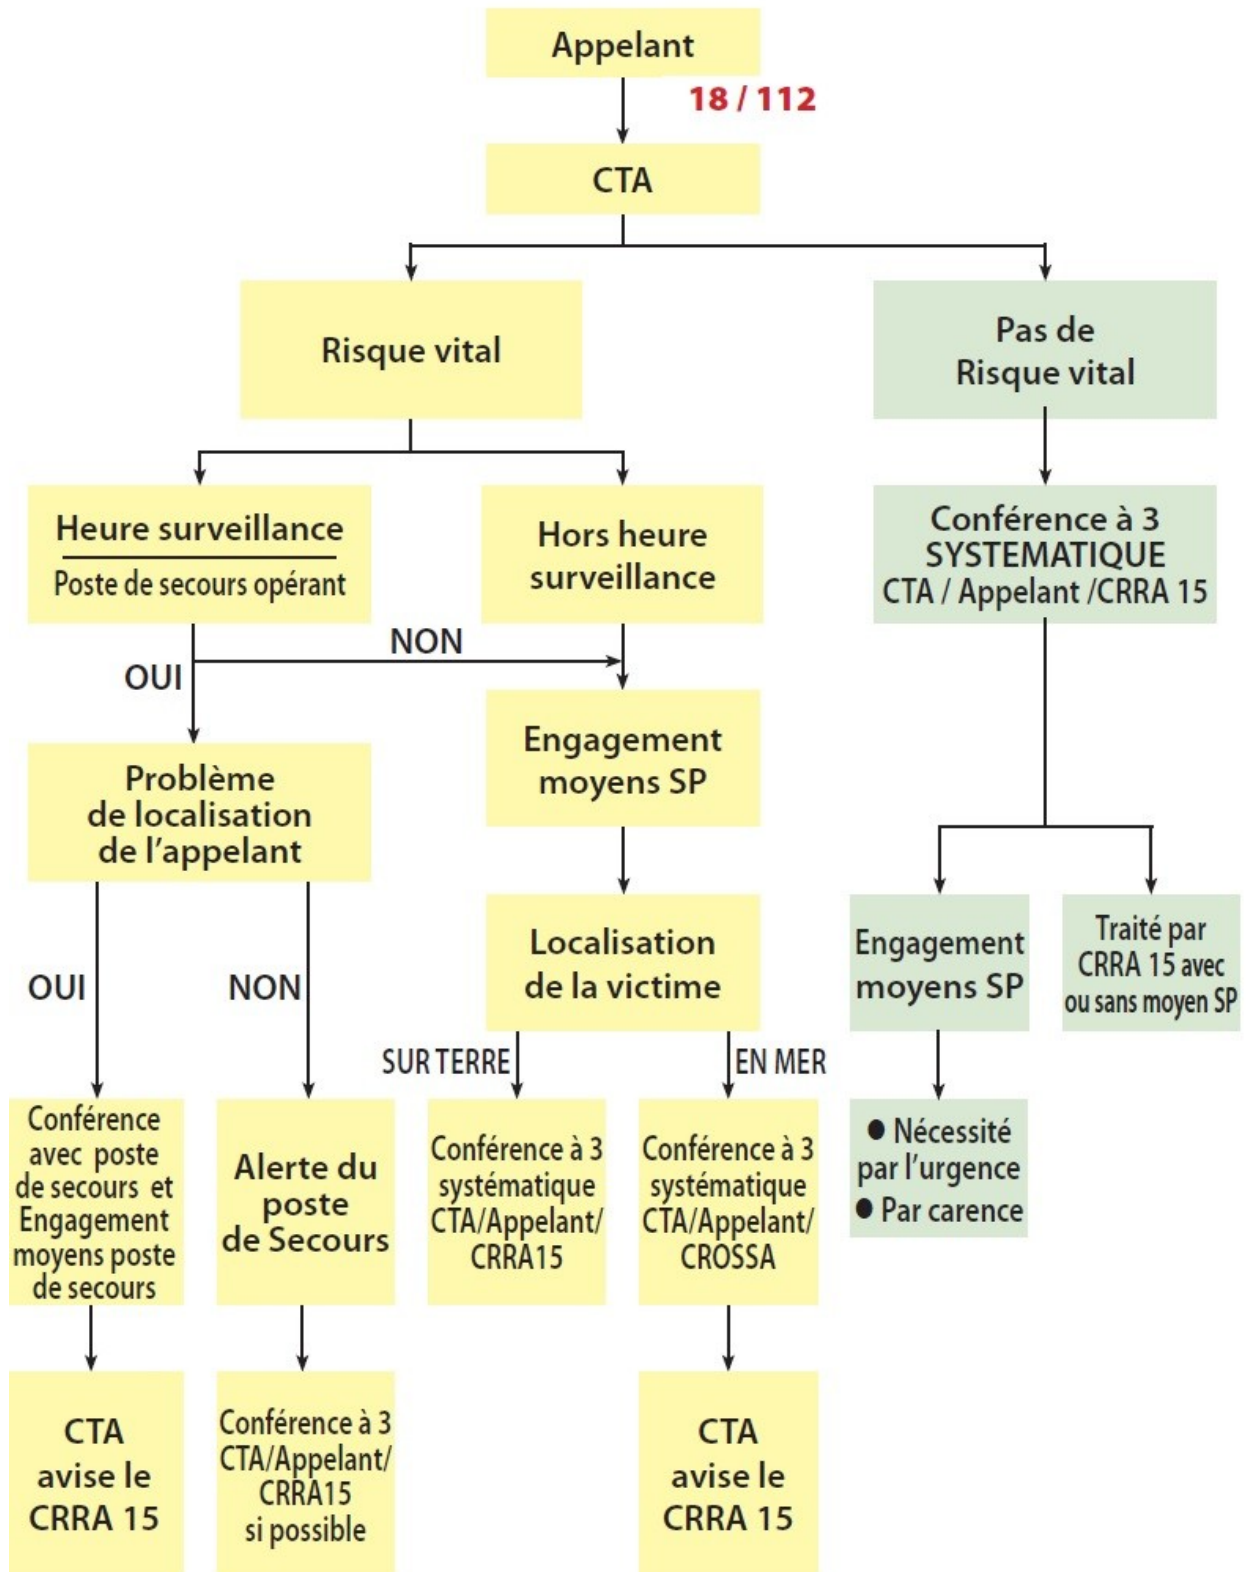 Appelant
18 / 112
CTA
Risque vital
Pas de
Risque vital
Heure surveillance
Poste de secours opérant
Hors heure
surveillance
Conférence à 3
SYSTEMATIQUE
CTA / Appelant /CRRA 15
NON
OUI
Problème
de localisation
de l'appelant
Engagement
moyens SP
OUI
NON
Localisation
de la victime
Engagement
moyens SP
Traité par
CRRA 15 avec
ou sans moyen SP
SUR TERRE
EN MER
Conférence
avec poste
de secours et
Engagement
moyens poste
de secours
Alerte du
poste
de Secours
Conférence à 3
systématique
CTA/Appelant/
CRRA15
Conférence à 3
systématique
CTA/Appelant/
CROSSA
● Nécessité
par l'urgence
● Par carence
CTA
avise le
CRRA 15
Conférence à 3
CTA/Appelant/
CRRA15
si possible
CTA
avise le
CRRA 15